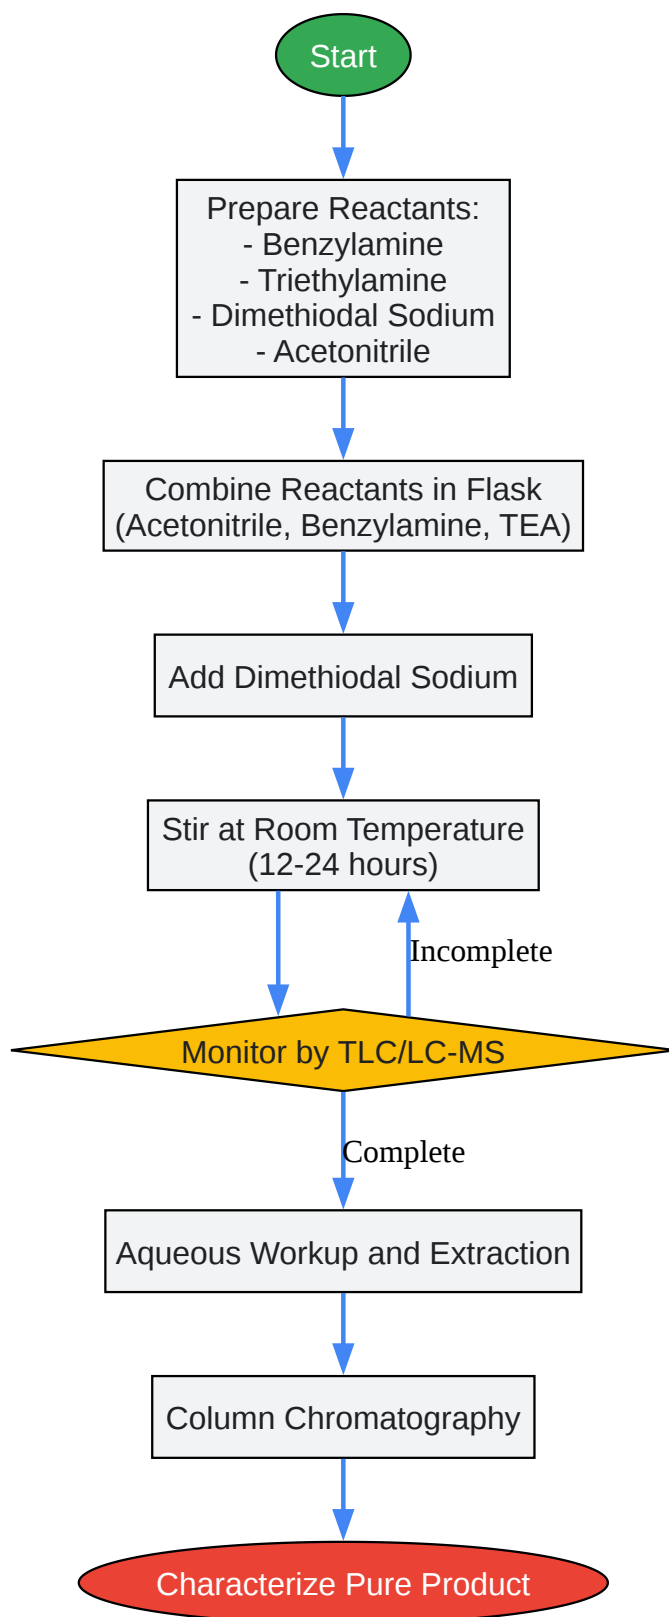 Start
Prepare Reactants:
- Benzylamine
- Triethylamine
- Dimethiodal Sodium
- Acetonitrile
Combine Reactants in Flask
(Acetonitrile, Benzylamine, TEA)
Add Dimethiodal Sodium
Stir at Room Temperature
(12-24 hours)
Incomplete
Monitor by TLC/LC-MS
Complete
Aqueous Workup and Extraction
Column Chromatography
Characterize Pure Product